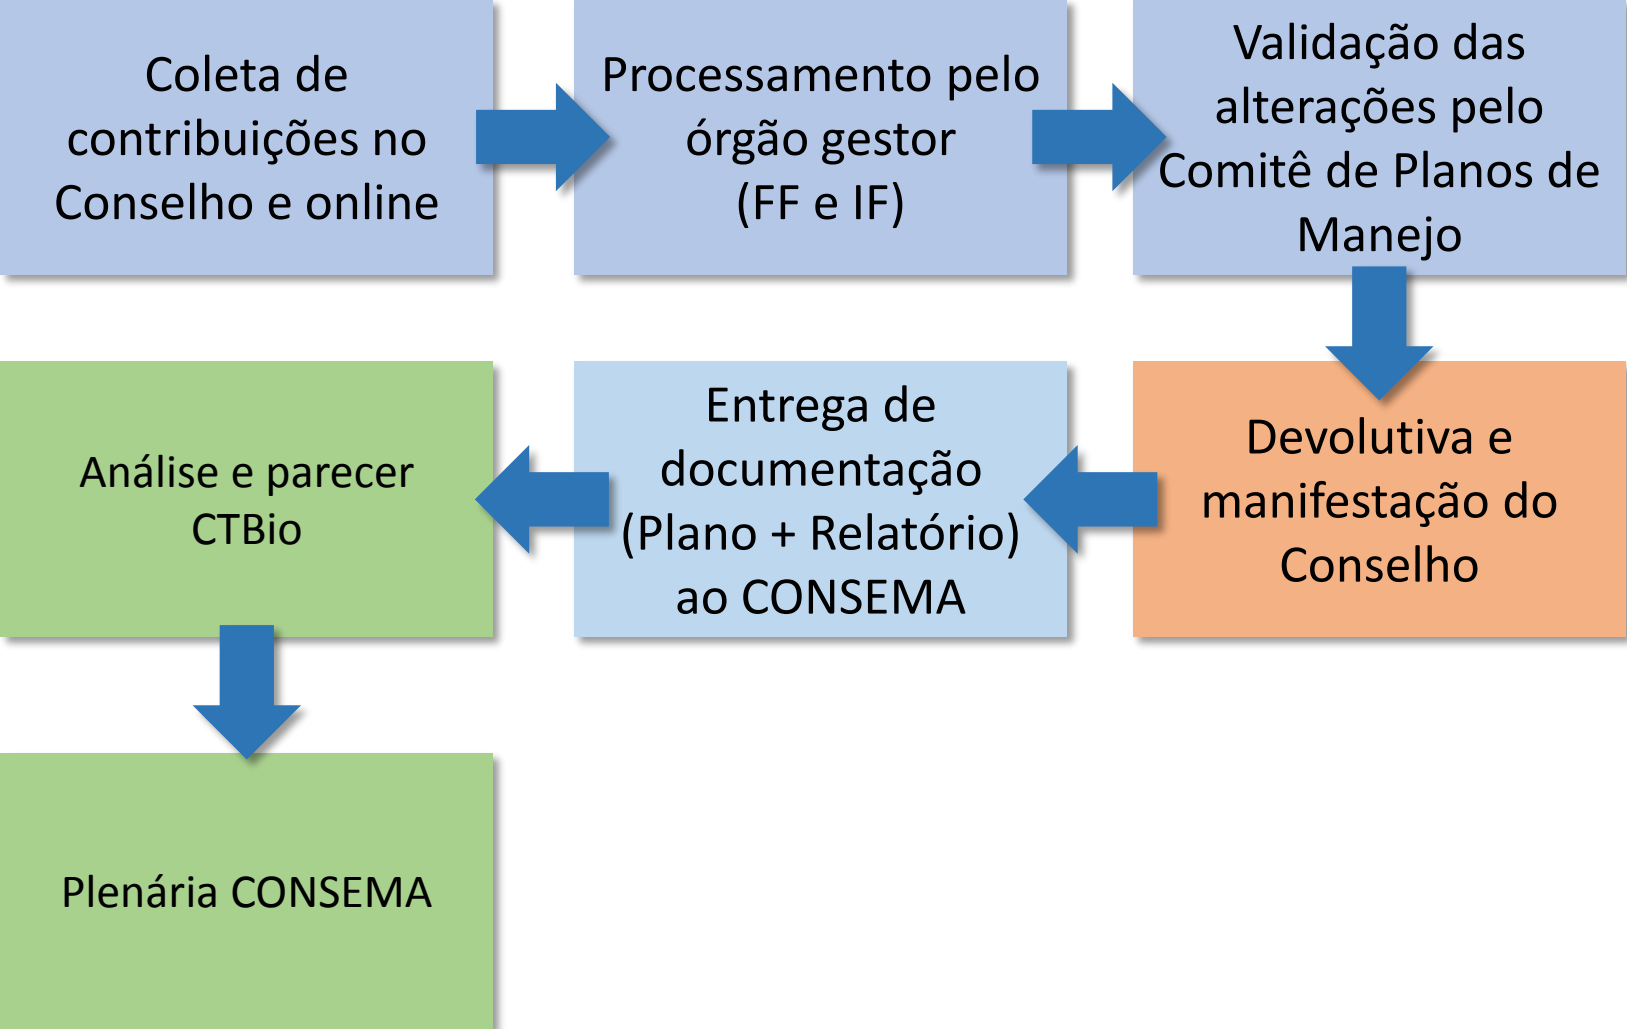 Coleta de
contribuições no
Conselho e online
Processamento pelo
órgão gestor
(FF e IF)
Validação das
alterações pelo
Comitê de Planos de
Manejo
Devolutiva e
manifestação do
Conselho
Entrega de
documentação
(Plano + Relatório)
ao CONSEMA
Análise e parecer
CTBio
Plenária CONSEMA